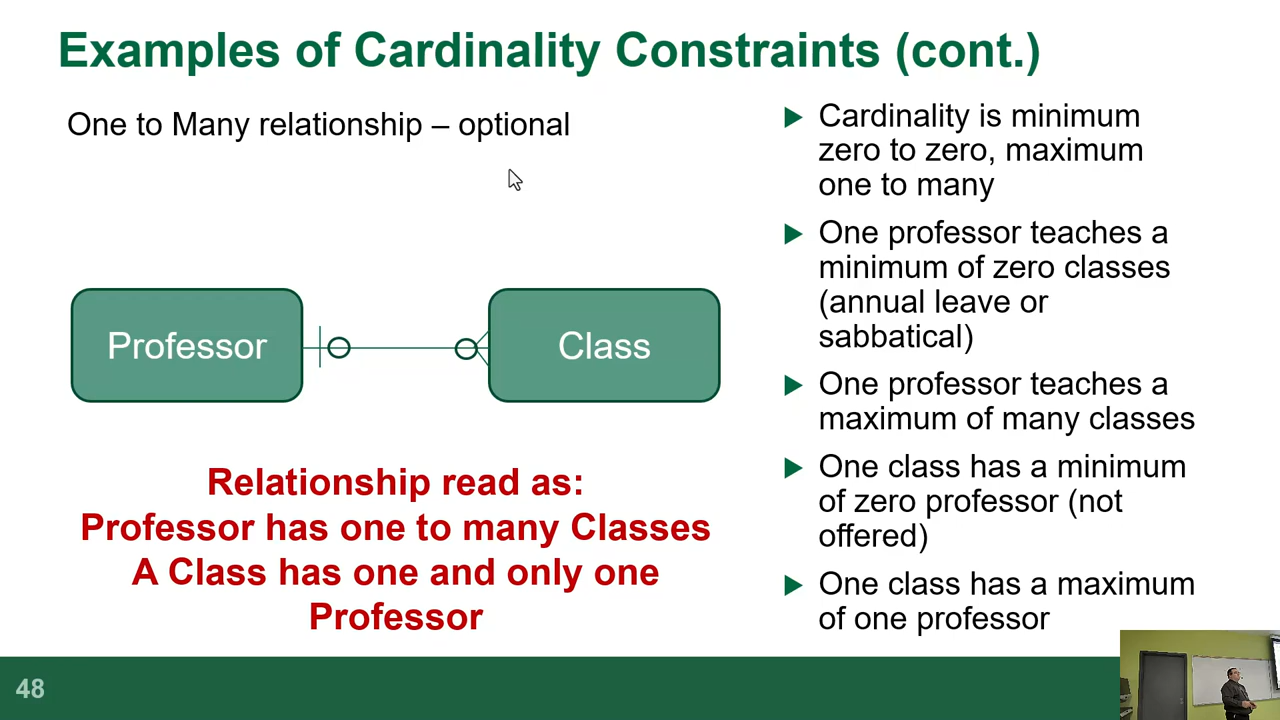 Examples of Cardinality Constraints (cont.)
One to Many relationship – optional
Professor
Class
Relationship read as:
Professor has one to many Classes
A Class has one and only one
Professor
Cardinality is minimum
zero to zero, maximum
one to many
One professor teaches a
minimum of zero classes
(annual leave or
sabbatical)
One professor teaches a
maximum of many classes
One class has a minimum
of zero professor (not
offered)
One class has a maximum
of one professor
48